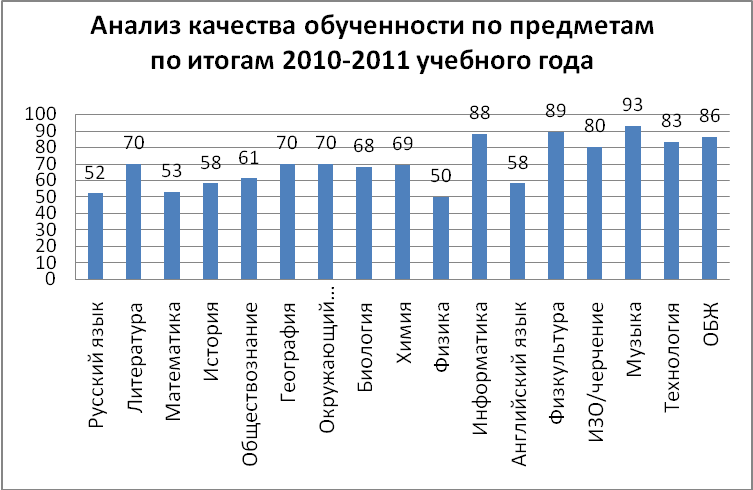 Анализ качества обученности по предметам
по итогам 2010-2011 учебного года
100
90
80
70
60
50
40
30
20
10
0
52
70
53
58
61
70
70
68
69
50
88
58
89
80
93
83
86
Русский язык
Литература
Математика
История
Обществознание
География
Окружающий...
Биология
Химия
Физика
Информатика
Английский язык
Физкультура
ИЗО/черчение
Музыка
Технология
ОБЖ